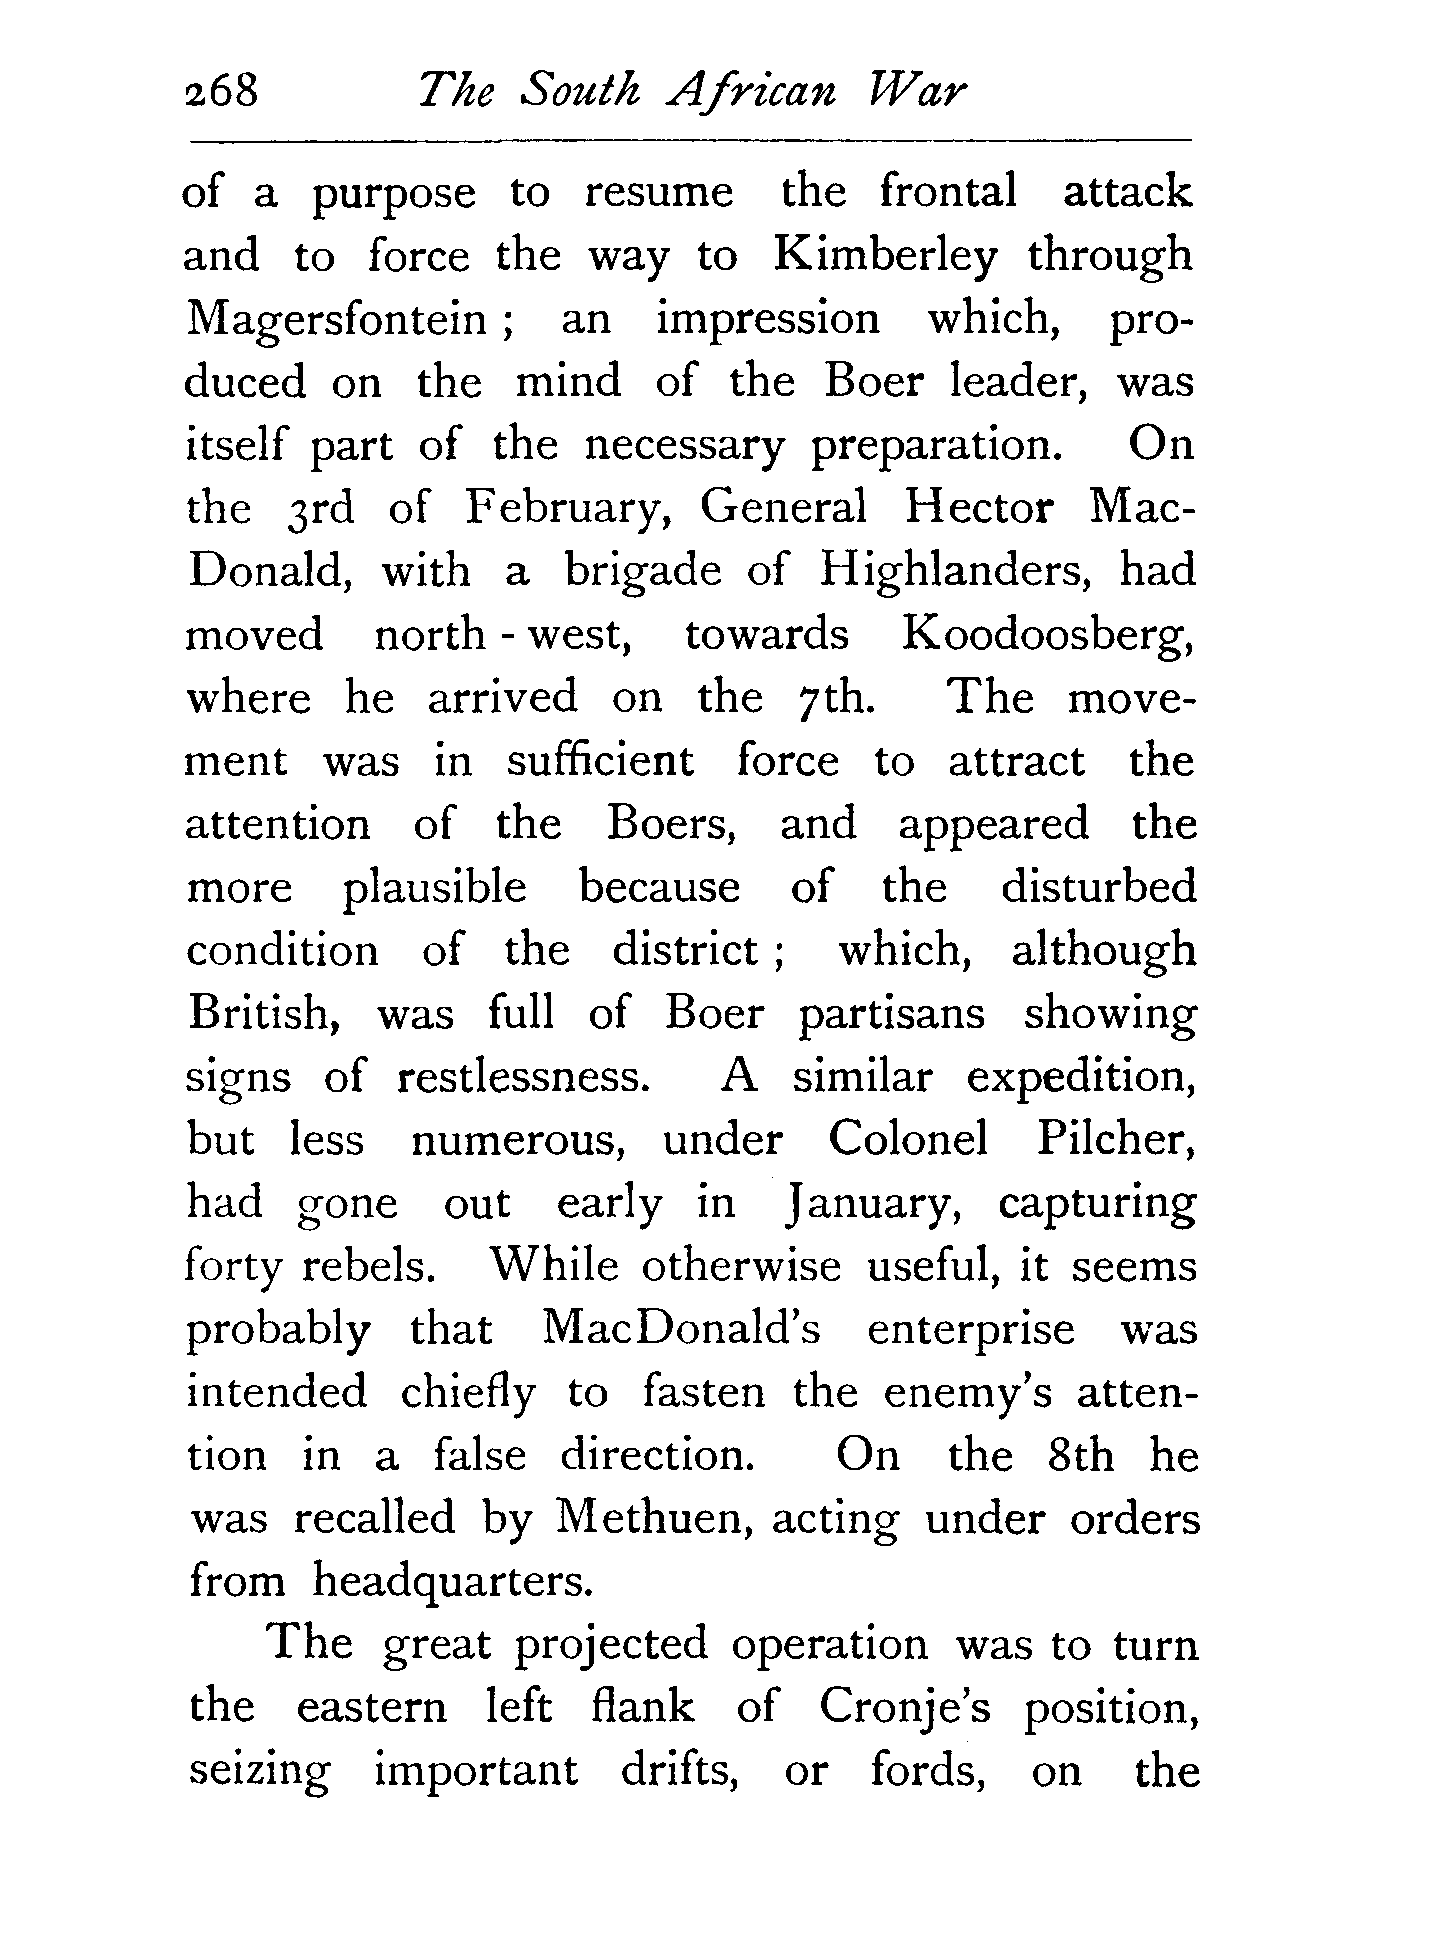 268 The South African War
of a purpose to resume the frontal attack
and to force the way to Kimberley through
Magersfontein ; an impression which, pro-
duced on the mind of the Boer leader, was
itself part of the necessary preparation. On
the 3rd of February, General Hector Mac-
Donald, with a brigade of Highlanders, had
moved north - west, towards Koodoosberg,
where he arrived on the 7th. The move-
ment was in sufficient force to attract the
attention of the Boers, and appeared the
more plausible because of the disturbed
condition of the district ; which, although
British, was full of Boer partisans showing
signs of restlessness. A similar expedition,
but less numerous, under Colonel Pilcher,
had gone out early in January, capturing
forty rebels. While otherwise useful, it seems
probably that MacDonald's enterprise was
intended chiefly to fasten the enemy's atten-
tion in a false direction. On the 8th he
was recalled by Methuen, acting under orders
from headquarters.
The great projected operation was to turn
the eastern left flank of Cronje's position,
seizing important drifts, or fords, on the